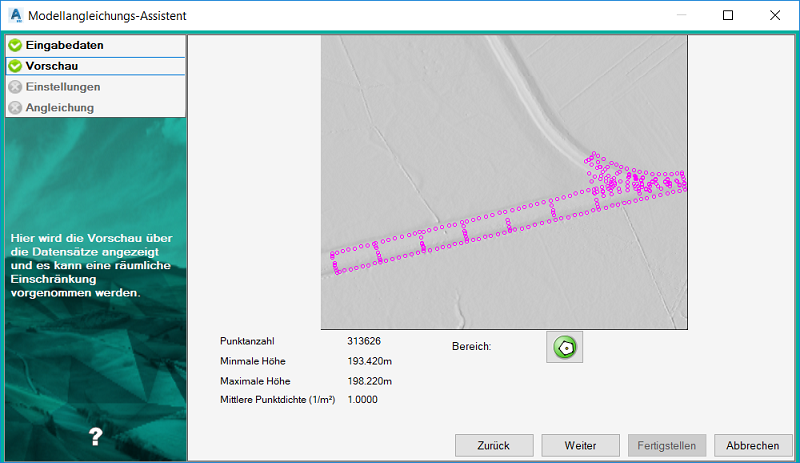 Modellangleichungs-Assistent
Eingabedaten
Vorschau
Einstellungen
Angleichung
Hier wird die Vorschau über
die Datensätze angezeigt
und es kann eine räumliche
Einschränkung
vorgenommen werden.
?
Punktanzahl 313626
Minmale Höhe 193.420m
Maximale Höhe 198.220m
Mittlere Punktdichte (1/m²) 1.0000
Bereich:
Zurück Weiter Fertigstellen Abbrechen